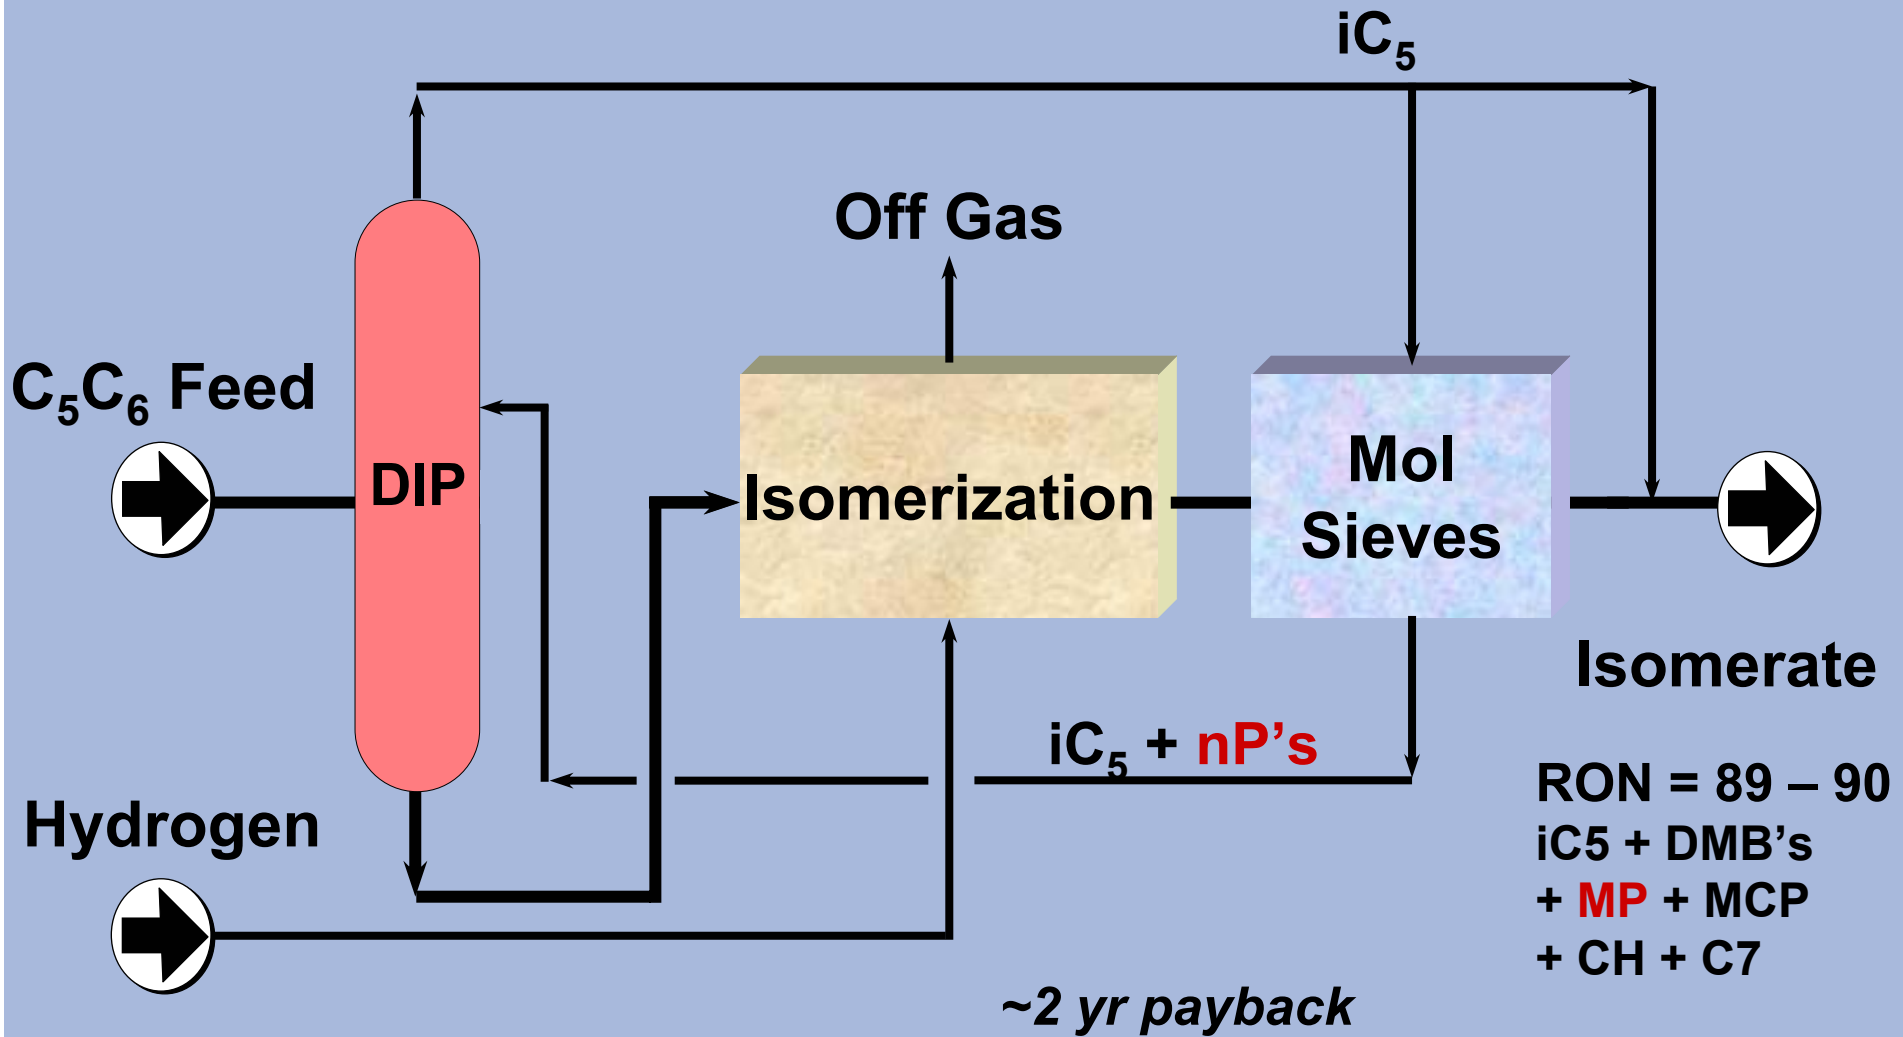 iC₅
Off Gas
C₅C₆ Feed
DIP
Isomerization
Mol
Sieves
Isomerate
iC₅ + nP’s
Hydrogen
RON = 89 – 90
iC5 + DMB’s
+ MP + MCP
+ CH + C7
~2 yr payback